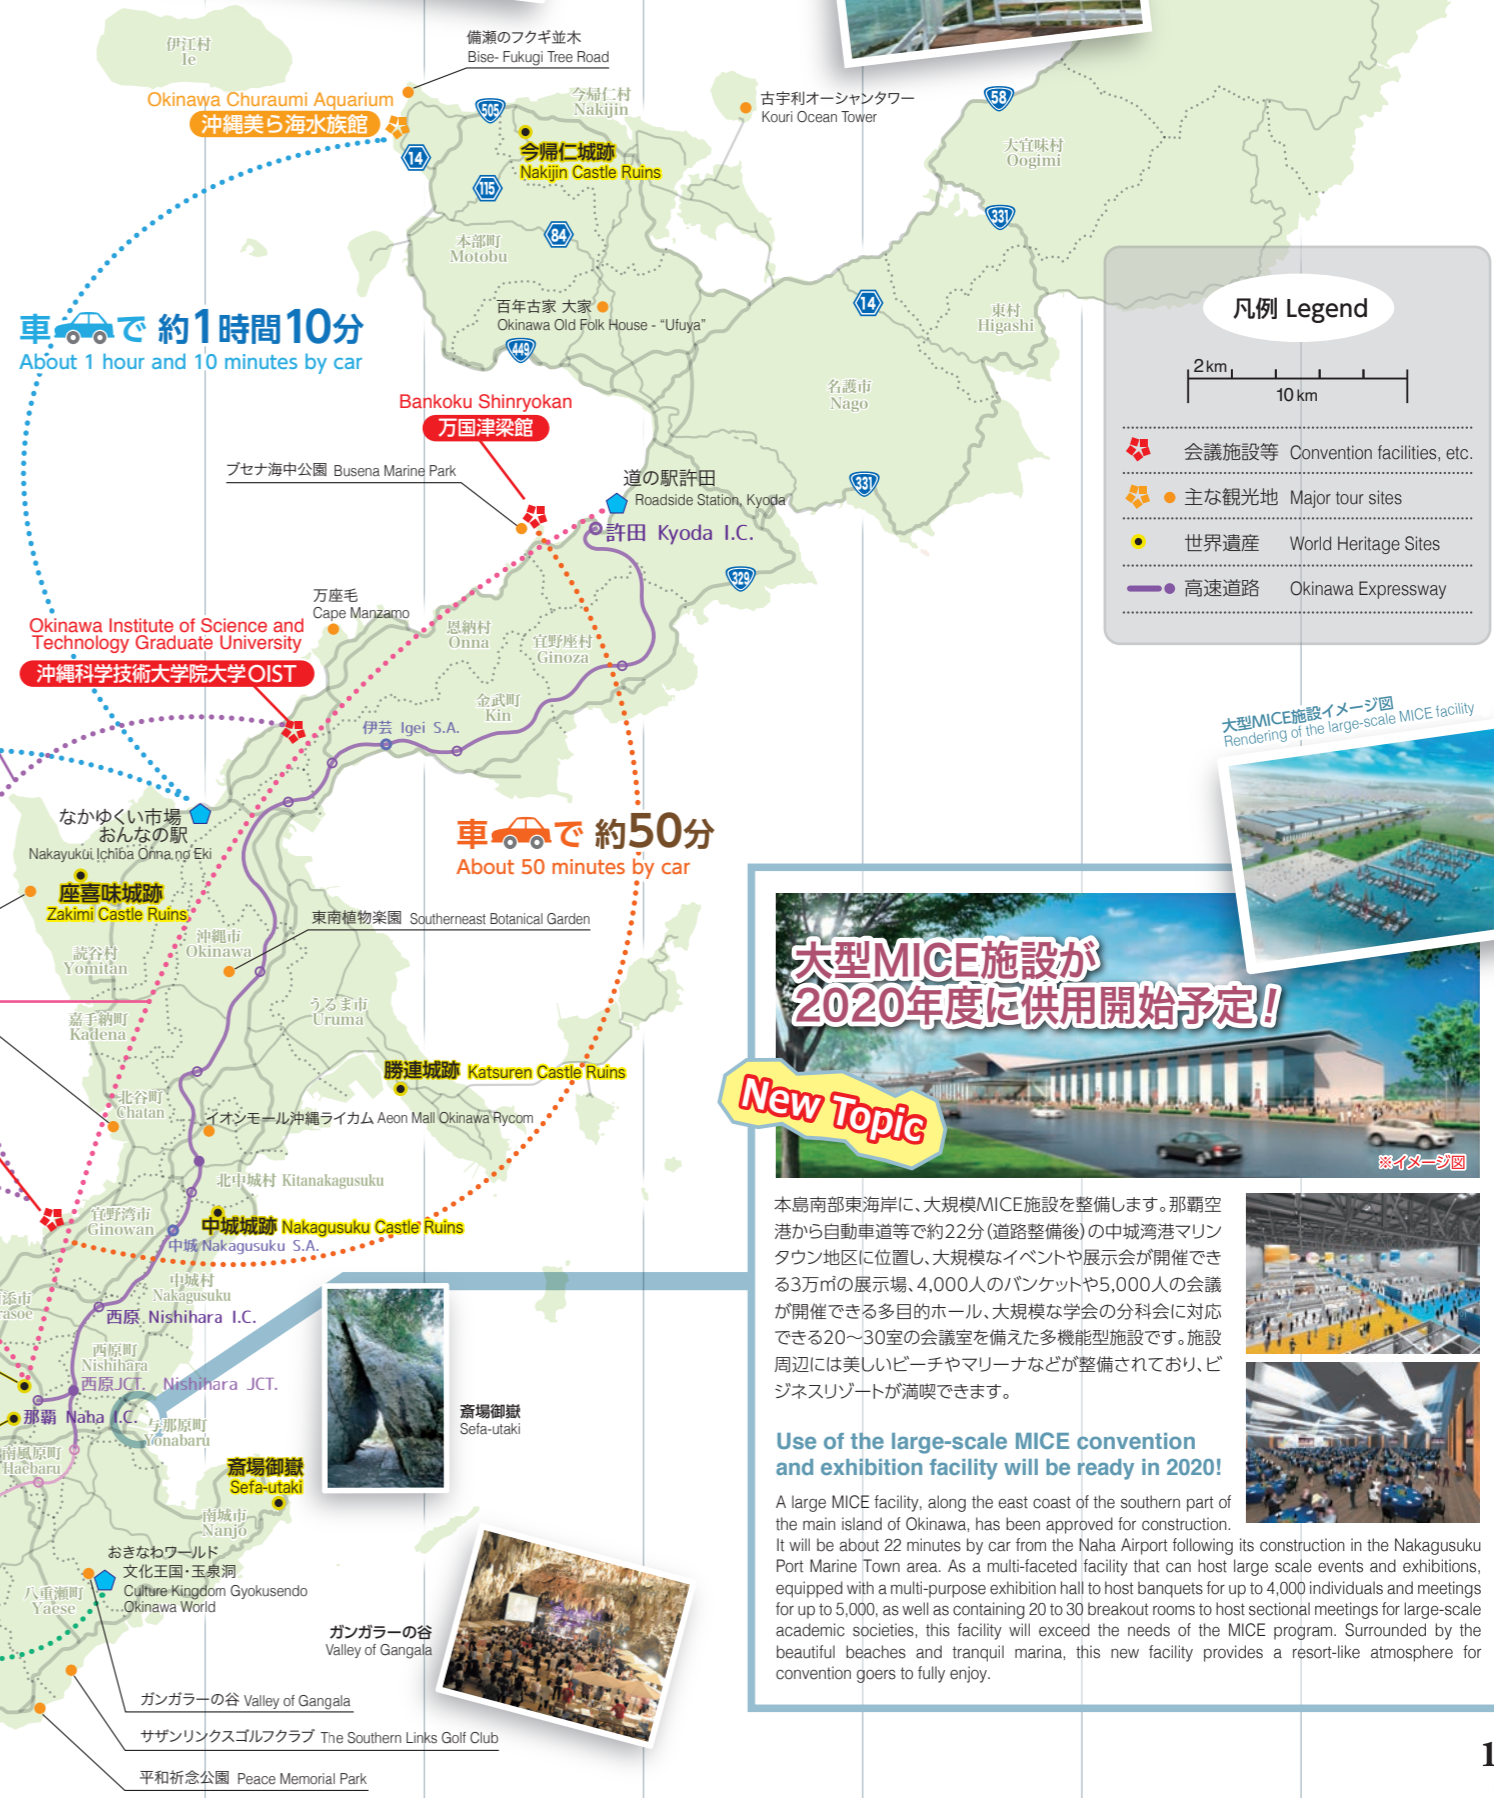 伊江村
Ie
備瀬のフクギ並木
Bise- Fukugi Tree Road
Okinawa Churaumi Aquarium
沖縄美ら海水族館
505
今帰仁村
Nakijin
古宇利オーシャンタワー
Kouri Ocean Tower
58
今帰仁城跡
Nakijin Castle Ruins
14
115
大宜味村
Oogimi
331
本部町
Motobu
84
百年古家 大家
Okinawa Old Folk House - “Ufuya”
449
14
東村
Higashi
車で 約1時間10分
About 1 hour and 10 minutes by car
凡例 Legend
2km
10 km
会議施設等 Convention facilities, etc.
主な観光地 Major tour sites
世界遺産 World Heritage Sites
高速道路 Okinawa Expressway
名護市
Nago
Bankoku Shinryokan
万国津梁館
ブセナ海中公園 Busena Marine Park
道の駅許田
Roadside Station, Kyoda
331
許田 Kyoda I.C.
329
万座毛
Cape Manzamo
恩納村
Onna
宜野座村
Ginoza
Okinawa Institute of Science and
Technology Graduate University
沖縄科学技術大学院大学OIST
金武町
Kin
伊芸 Igei S.A.
大型MICE施設イメージ図
Rendering of the large-scale MICE facility
なかゆくい市場
おんなの駅
Nakayukui Ichiba Onna no Eki
車で 約50分
About 50 minutes by car
座喜味城跡
Zakimi Castle Ruins
東南植物楽園 Southerneast Botanical Garden
沖縄市
Okinawa
読谷村
Yomitan
うるま市
Uruma
嘉手納町
Kadena
勝連城跡 Katsuren Castle Ruins
北谷町
Chatan
イオンモール沖縄ライカム Aeon Mall Okinawa Rycom
北中城村 Kitanakagusuku
宜野湾市
Ginowan
中城城跡 Nakagusuku Castle Ruins
中城 Nakagusuku S.A.
中城村
Nakagusuku
添市
rasoe
西原 Nishihara I.C.
西原町
Nishihara
西原JCT. Nishihara JCT.
那覇 Naha I.C.
与那原町
Yonabaru
南風原町
Haebaru
斎場御嶽
Sefa-utaki
斎場御嶽
Sefa-utaki
南城市
Nanjo
おきなわワールド
文化王国・玉泉洞
Culture Kingdom Gyokusendo
Okinawa World
八重瀬町
Yaese
ガンガラーの谷
Valley of Gangala
ガンガラーの谷 Valley of Gangala
サザンリンクスゴルフクラブ The Southern Links Golf Club
平和祈念公園 Peace Memorial Park
大型MICE施設が
2020年度に供用開始予定!
New Topic
※イメージ図
本島南部東海岸に、大規模MICE施設を整備します。那覇空
港から自動車道等で約22分(道路整備後)の中城湾港マリン
タウン地区に位置し、大規模なイベントや展示会が開催でき
る3万㎡の展示場、4,000人のバンケットや5,000人の会議
が開催できる多目的ホール、大規模な学会の分科会に対応
できる20〜30室の会議室を備えた多機能型施設です。施設
周辺には美しいビーチやマリーナなどが整備されており、ビ
ジネスリゾートが満喫できます。
Use of the large-scale MICE convention
and exhibition facility will be ready in 2020!
A large MICE facility, along the east coast of the southern part of
the main island of Okinawa, has been approved for construction.
It will be about 22 minutes by car from the Naha Airport following its construction in the Nakagusuku
Port Marine Town area. As a multi-faceted facility that can host large scale events and exhibitions,
equipped with a multi-purpose exhibition hall to host banquets for up to 4,000 individuals and meetings
for up to 5,000, as well as containing 20 to 30 breakout rooms to host sectional meetings for large-scale
academic societies, this facility will exceed the needs of the MICE program. Surrounded by the
beautiful beaches and tranquil marina, this new facility provides a resort-like atmosphere for
convention goers to fully enjoy.
1